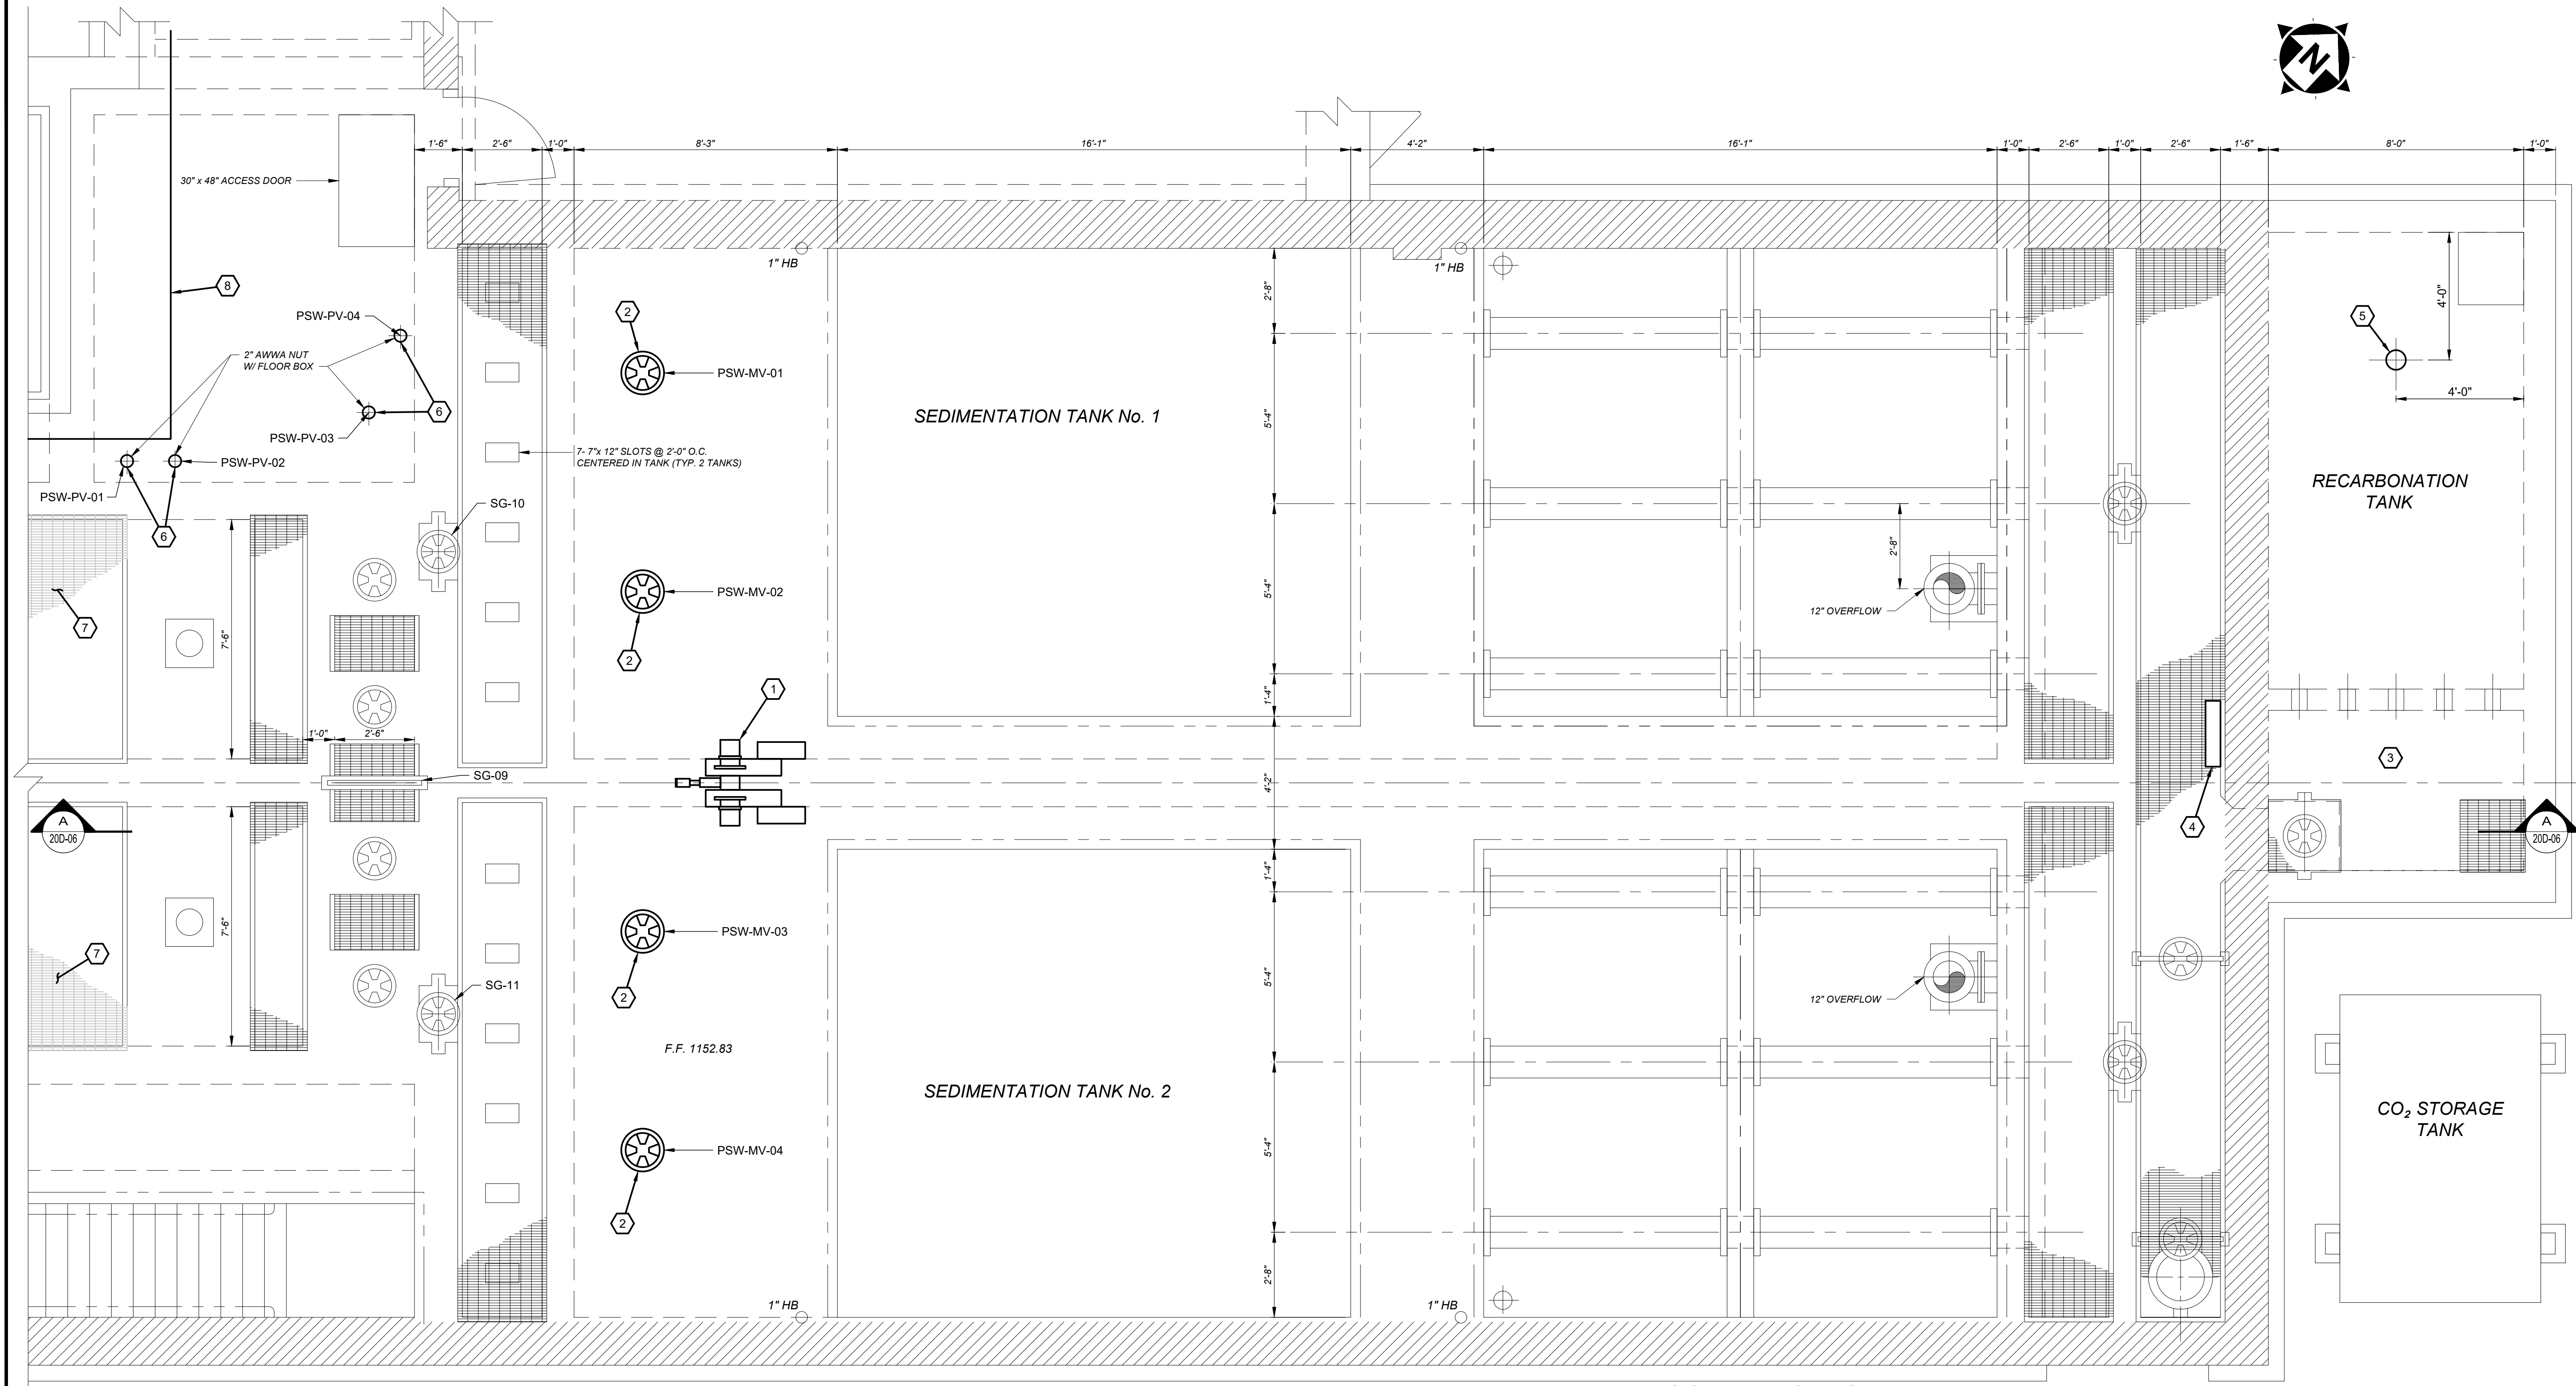 N
1'-6"
2'-6"
1'-0"
8'-3"
16'-1"
4'-2"
16'-1"
1'-0"
2'-6"
1'-0"
2'-6"
1'-6"
8'-0"
1'-0"
30" x 48" ACCESS DOOR
1" HB
1" HB
8
PSW-PV-04
2" AWWA NUT
W/ FLOOR BOX
6
PSW-PV-03
PSW-PV-02
PSW-PV-01
6
7
7'-6"
1'-0"
2'-6"
SG-09
SG-10
7- 7"x 12" SLOTS @ 2'-0" O.C.
CENTERED IN TANK (TYP. 2 TANKS)
2
PSW-MV-01
PSW-MV-02
2
1
SEDIMENTATION TANK No. 1
2'-8"
5'-4"
5'-4"
1'-4"
4'-2"
1'-4"
5'-4"
5'-4"
2'-8"
2'-8"
12" OVERFLOW
5
4'-0"
4'-0"
RECARBONATION
TANK
3
4
A
20D-06
A
20D-06
7
7'-6"
SG-11
PSW-MV-03
2
F.F. 1152.83
PSW-MV-04
2
SEDIMENTATION TANK No. 2
12" OVERFLOW
1" HB
1" HB
CO₂ STORAGE
TANK